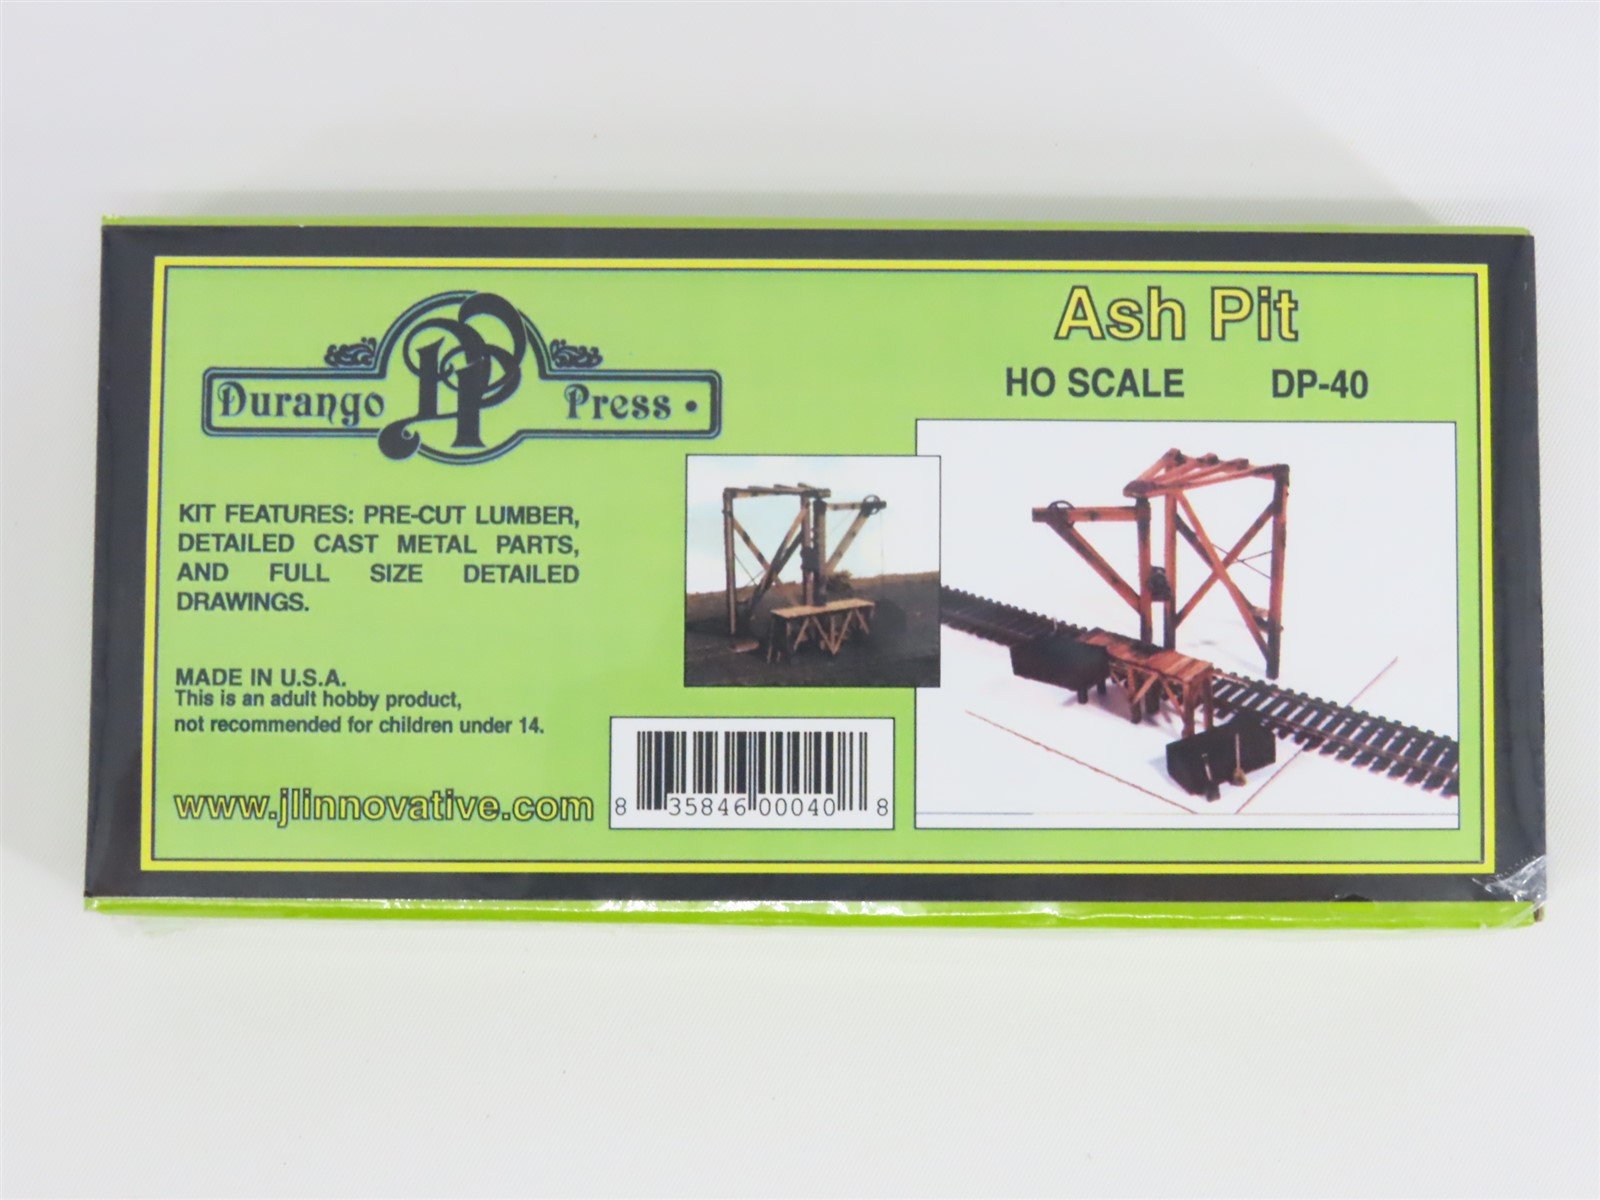 Durango DP Press
Ash Pit
HO SCALE DP-40
KIT FEATURES: PRE-CUT LUMBER,
DETAILED CAST METAL PARTS,
AND FULL SIZE DETAILED
DRAWINGS.
MADE IN U.S.A.
This is an adult hobby product,
not recommended for children under 14.
www.jlinnovative.com
8 35846 00040 8